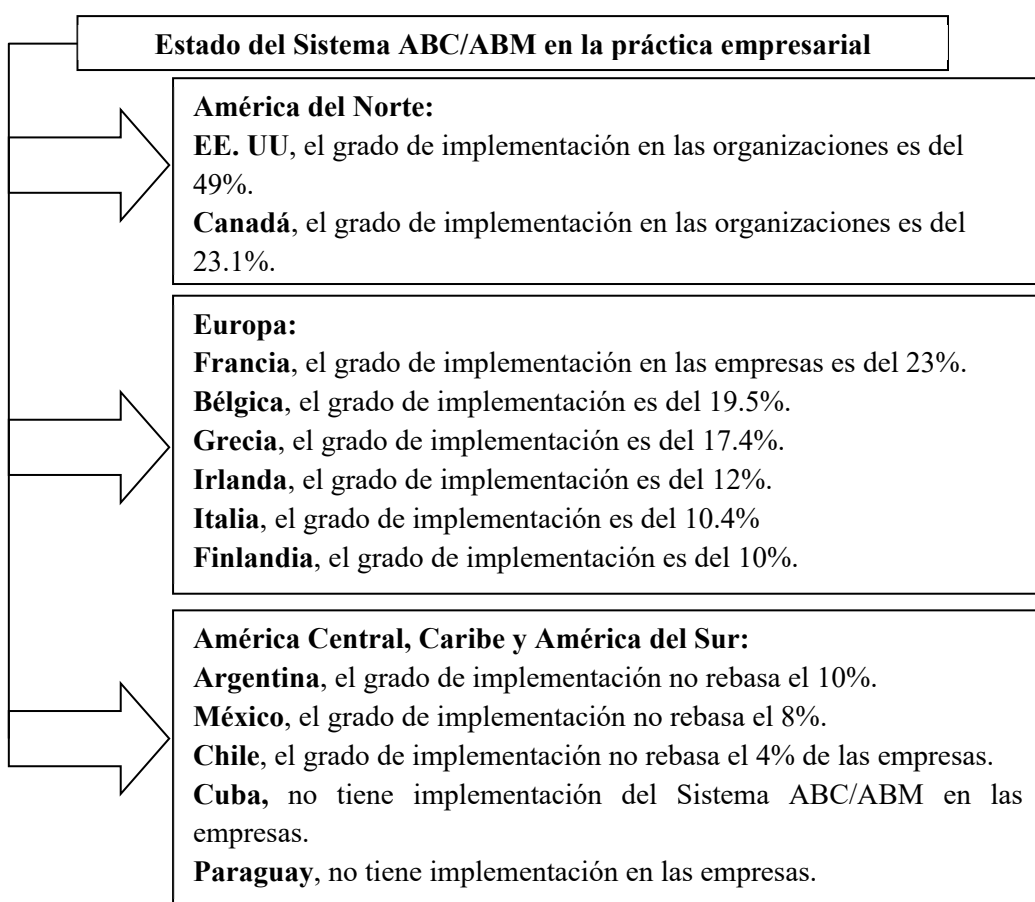 Estado del Sistema ABC/ABM en la práctica empresarial
América del Norte:
EE. UU, el grado de implementación en las organizaciones es del
49%.
Canadá, el grado de implementación en las organizaciones es del
23.1%.
Europa:
Francia, el grado de implementación en las empresas es del 23%.
Bélgica, el grado de implementación es del 19.5%.
Grecia, el grado de implementación es del 17.4%.
Irlanda, el grado de implementación es del 12%.
Italia, el grado de implementación es del 10.4%
Finlandia, el grado de implementación es del 10%.
América Central, Caribe y América del Sur:
Argentina, el grado de implementación no rebasa el 10%.
México, el grado de implementación no rebasa el 8%.
Chile, el grado de implementación no rebasa el 4% de las empresas.
Cuba, no tiene implementación del Sistema ABC/ABM en las
empresas.
Paraguay, no tiene implementación en las empresas.